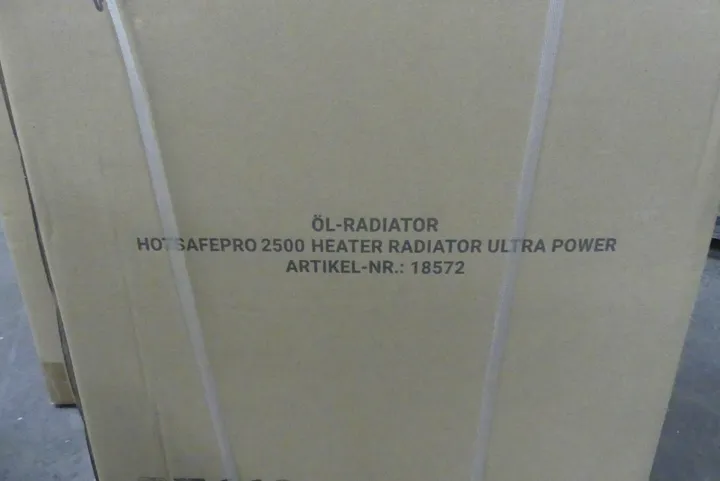 ÖL-RADIATOR
HOTSAFEPRO 2500 HEATER RADIATOR ULTRA POWER
ARTIKEL-NR.: 18572